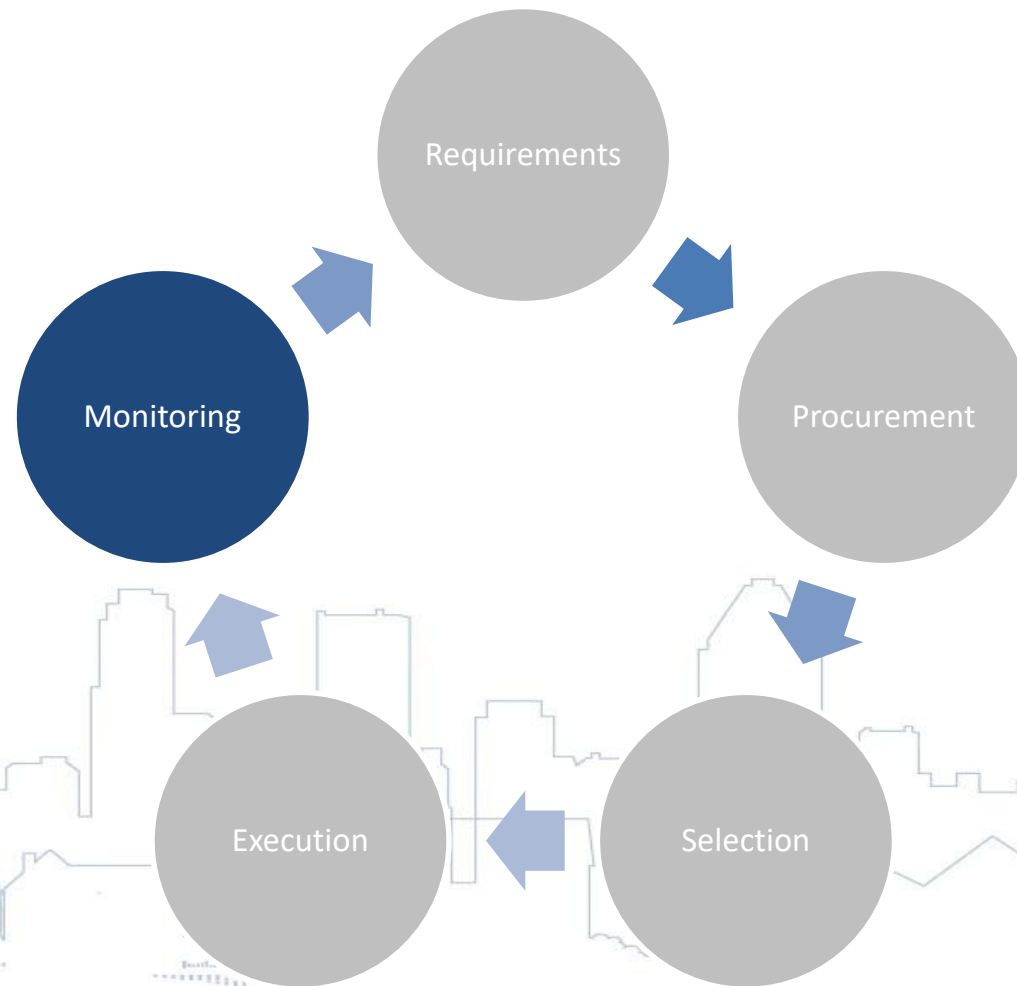 Requirements
Procurement
Selection
Execution
Monitoring